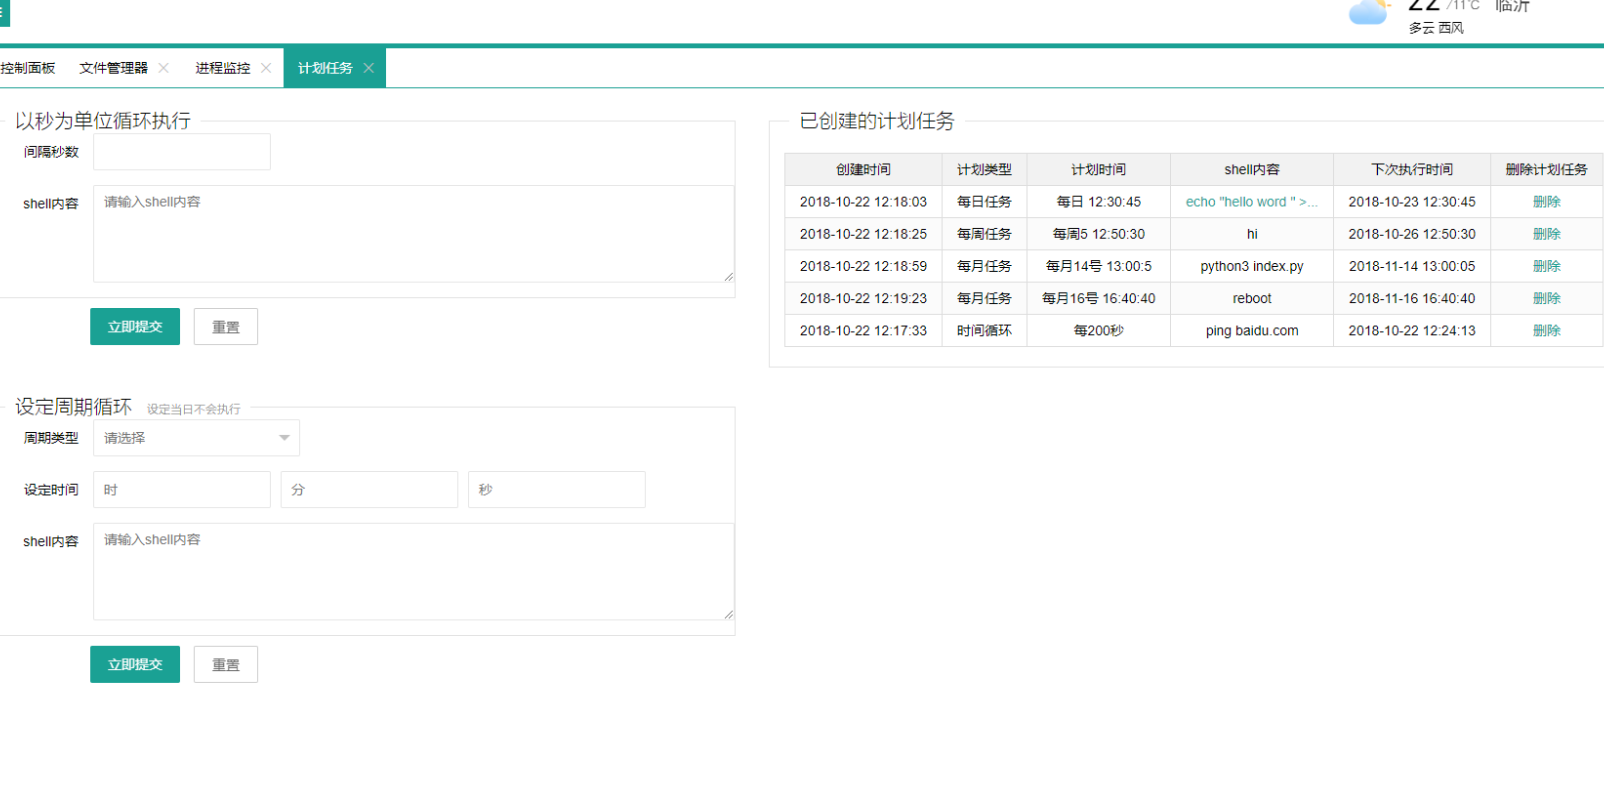 22 /11℃ 临沂
多云 西风
控制面板 文件管理器 进程监控 计划任务
以秒为单位循环执行
间隔秒数
shell内容 请输入shell内容
立即提交 重置
设定周期循环 设定当日不会执行
周期类型 请选择
设定时间 时 分 秒
shell内容 请输入shell内容
立即提交 重置
已创建的计划任务
创建时间 计划类型 计划时间 shell内容 下次执行时间 删除计划任务
2018-10-22 12:18:03 每日任务 每日 12:30:45 echo "hello word " >... 2018-10-23 12:30:45 删除
2018-10-22 12:18:25 每周任务 每周5 12:50:30 hi 2018-10-26 12:50:30 删除
2018-10-22 12:18:59 每月任务 每月14号 13:00:5 python3 index.py 2018-11-14 13:00:05 删除
2018-10-22 12:19:23 每月任务 每月16号 16:40:40 reboot 2018-11-16 16:40:40 删除
2018-10-22 12:17:33 时间循环 每200秒 ping baidu.com 2018-10-22 12:24:13 删除